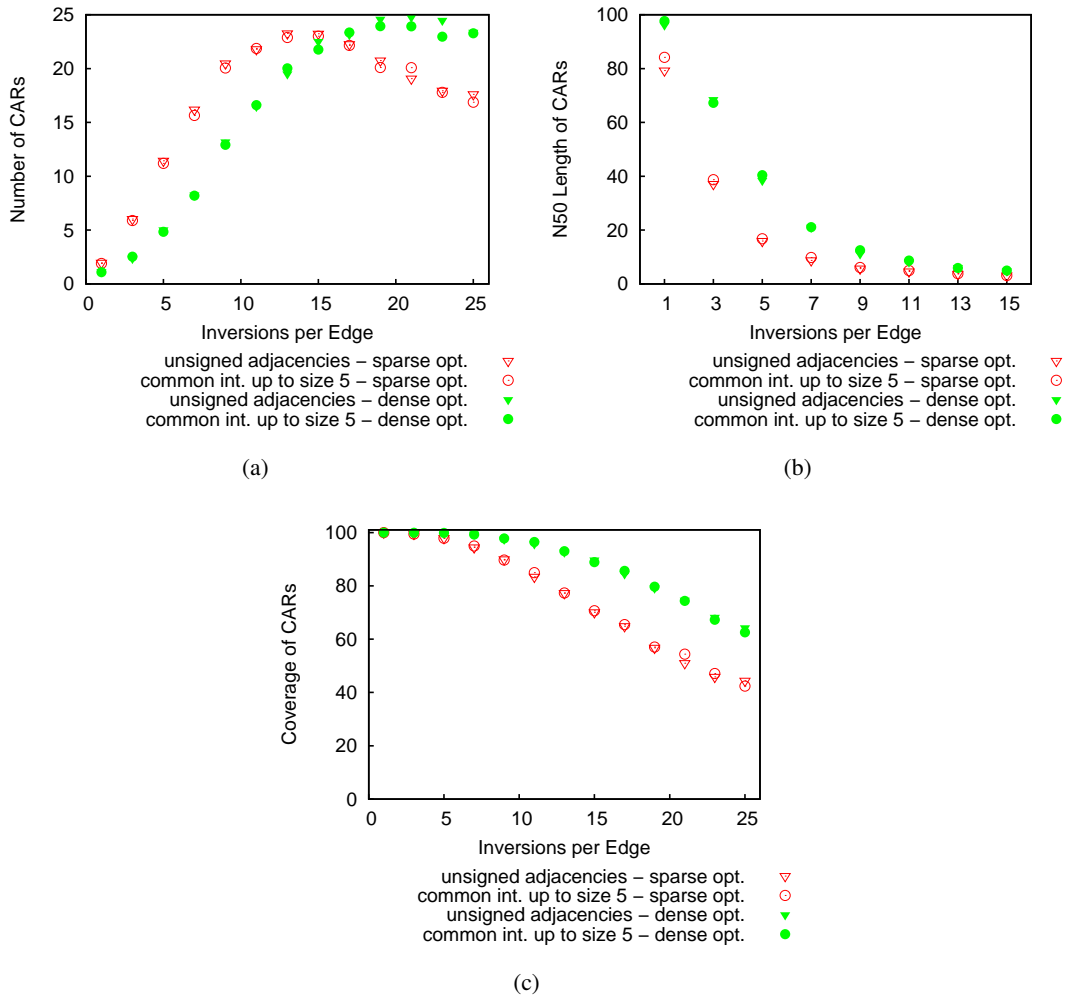 25
20
15
10
5
0
Number of CARs
0 5 10 15 20 25
Inversions per Edge
unsigned adjacencies – sparse opt.
common int. up to size 5 – sparse opt.
unsigned adjacencies – dense opt.
common int. up to size 5 – dense opt.
(a)
100
80
60
40
20
0
N50 Length of CARs
1 3 5 7 9 11 13 15
Inversions per Edge
unsigned adjacencies – sparse opt.
common int. up to size 5 – sparse opt.
unsigned adjacencies – dense opt.
common int. up to size 5 – dense opt.
(b)
100
80
60
40
20
0
Coverage of CARs
0 5 10 15 20 25
Inversions per Edge
unsigned adjacencies – sparse opt.
common int. up to size 5 – sparse opt.
unsigned adjacencies – dense opt.
common int. up to size 5 – dense opt.
(c)